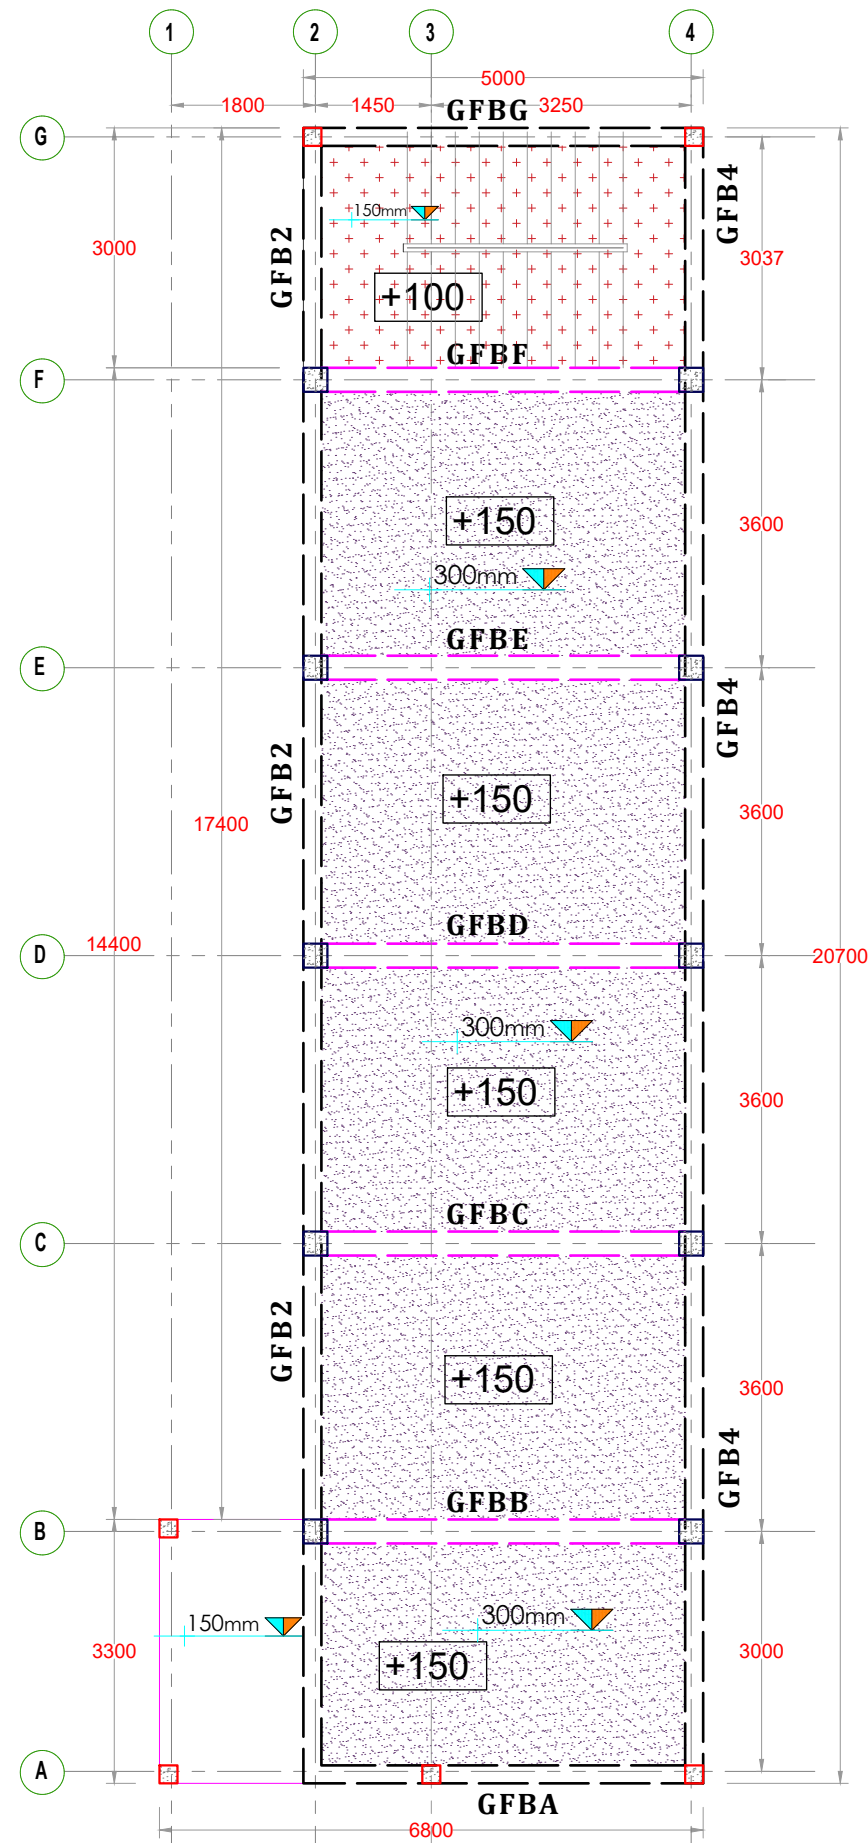 1 2 3 4
5000
1800 1450 3250
GFBG
G
GFB4
150mm
GFB2
3000
3037
+100
GFBF
F
+150
3600
300mm
GFBE
E
GFB4
GFB2
+150
3600
17400
GFBD
14400
D
20700
300mm
+150
3600
GFBC
C
GFB2
+150
3600
GFB4
GFBB
B
150mm
300mm
3300
+150
3000
A
GFBA
6800